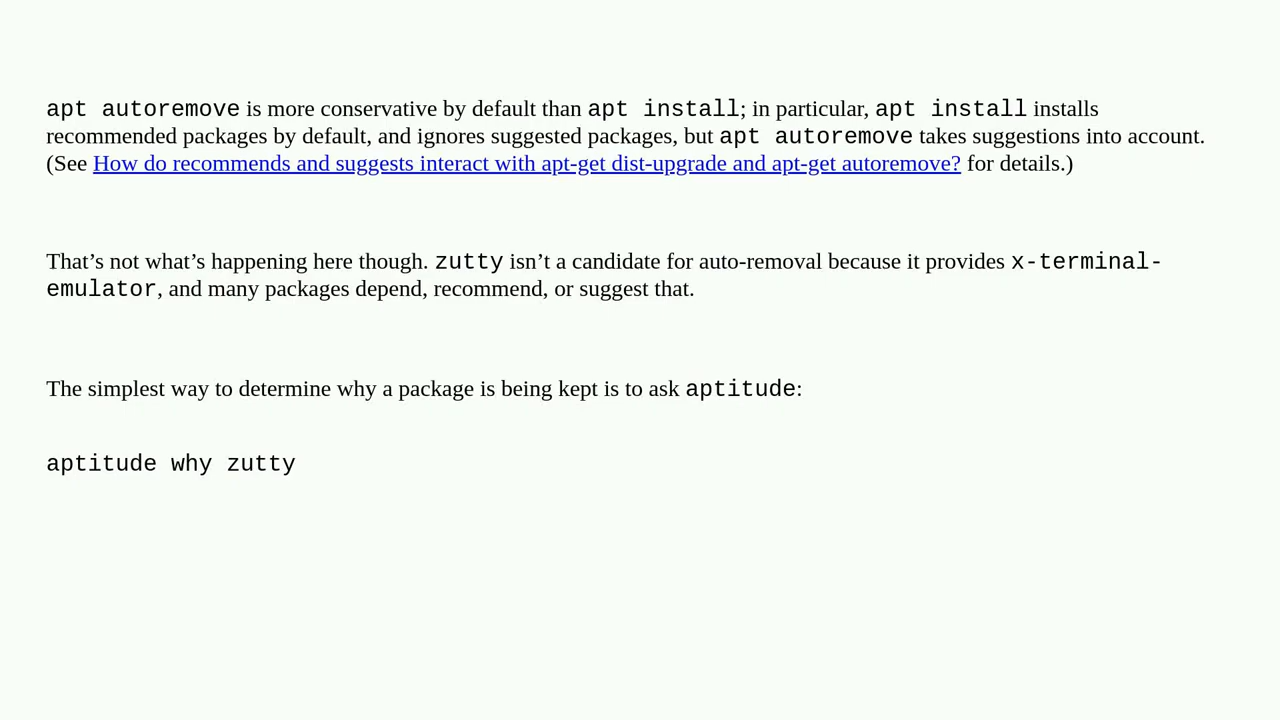 apt autoremove is more conservative by default than apt install; in particular, apt install installs
recommended packages by default, and ignores suggested packages, but apt autoremove takes suggestions into account.
(See How do recommends and suggests interact with apt-get dist-upgrade and apt-get autoremove? for details.)
That’s not what’s happening here though. zutty isn’t a candidate for auto-removal because it provides x-terminal-
emulator, and many packages depend, recommend, or suggest that.
The simplest way to determine why a package is being kept is to ask aptitude:
aptitude why zutty